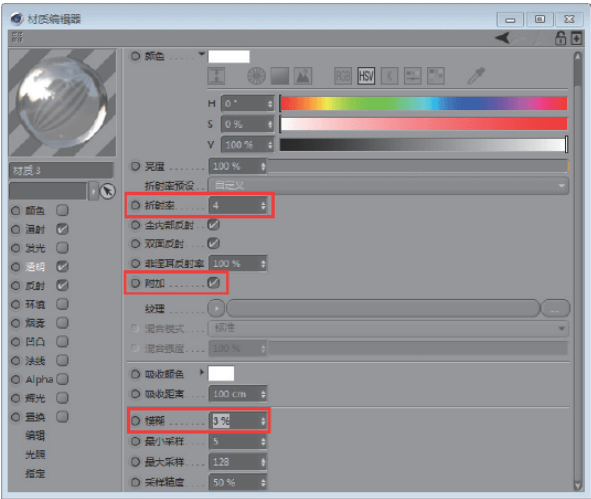 材质编辑器
颜色
RGB HSV K
H 0°
S 0%
V 100%
材质.3
亮度 100%
折射率预设 自定义
折射率 4
全内部反射
双面反射
菲涅耳反射率 100%
附加
纹理 ...
混合模式 标准
混合强度 100%
吸收颜色
吸收距离 100 cm
模糊 3%
最小采样 5
最大采样 128
采样精度 50%
颜色
漫射
发光
透明
反射
环境
烟雾
凹凸
法线
Alpha
辉光
置换
编辑
光照
指定